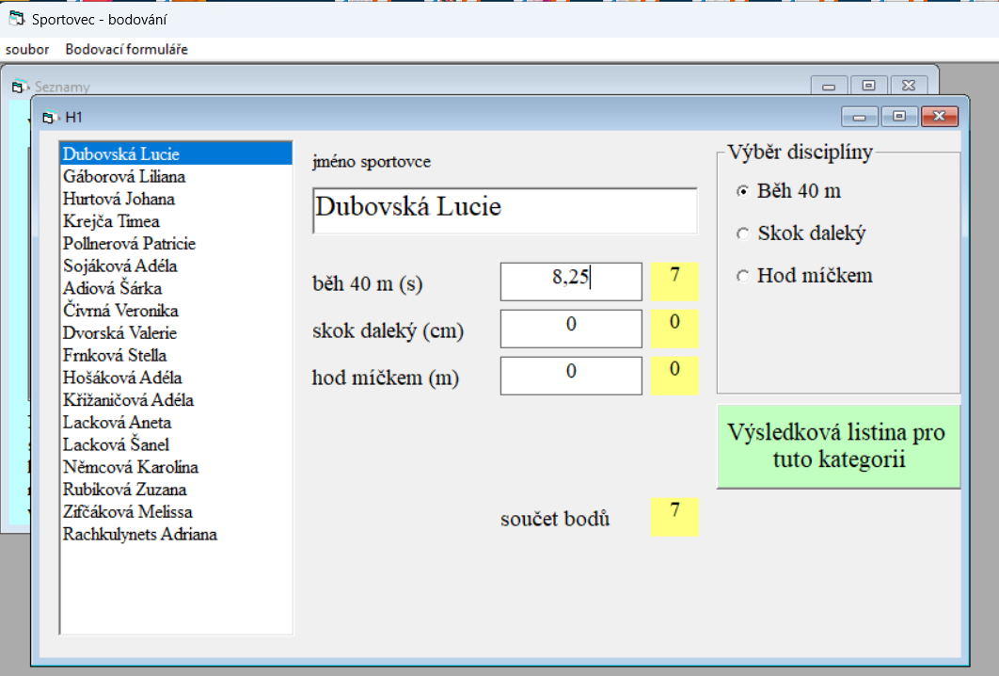 Sportovec - bodování
soubor Bodovací formuláře
Seznamy
H1
Dubovská Lucie
Gáborová Liliana
Hurtová Johana
Krejča Timea
Pollnerová Patricie
Sojáková Adéla
Adiová Šárka
Čivrná Veronika
Dvorská Valerie
Frnková Stella
Hošáková Adéla
Křižaničová Adéla
Lacková Aneta
Lacková Šanel
Němcová Karolína
Rubíková Zuzana
Zifčáková Melissa
Rachkulynets Adriana
jméno sportovce
Dubovská Lucie
běh 40 m (s) 8,25 7
skok daleký (cm) 0 0
hod míčkem (m) 0 0
součet bodů 7
Výběr disciplíny
Běh 40 m
Skok daleký
Hod míčkem
Výsledková listina pro
tuto kategorii